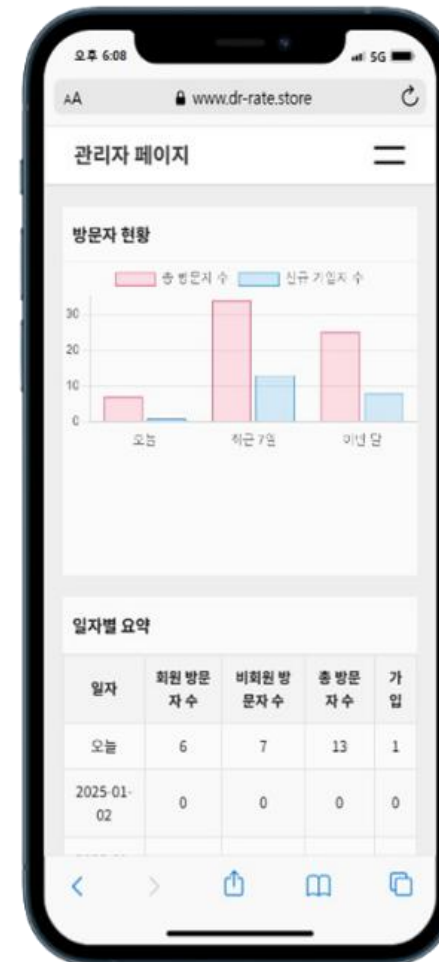 오후 6:08
5G
AA
www.dr-rate.store
관리자 페이지
방문자 현황
총 방문자 수 신규 가입자 수
30
20
10
0
오늘 최근 7일 이번 달
일자별 요약
일자 회원 방문 비회원 방 총 방문 가
자 수 문자 수 자 수 입
오늘 6 7 13 1
2025-01-
02 0 0 0 0